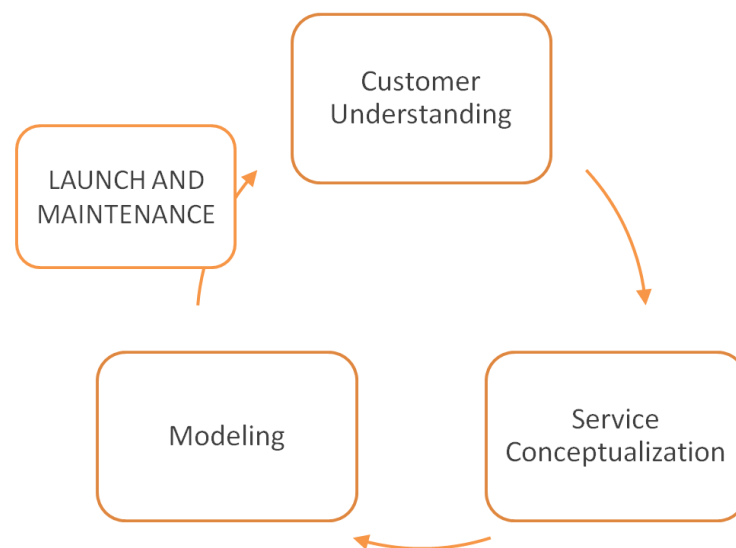 Customer
Understanding
LAUNCH AND
MAINTENANCE
Modeling
Service
Conceptualization